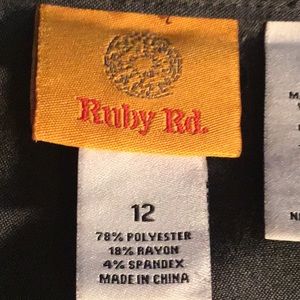 Ruby Rd.
12
78% POLYESTER
18% RAYON
4% SPANDEX
MADE IN CHINA